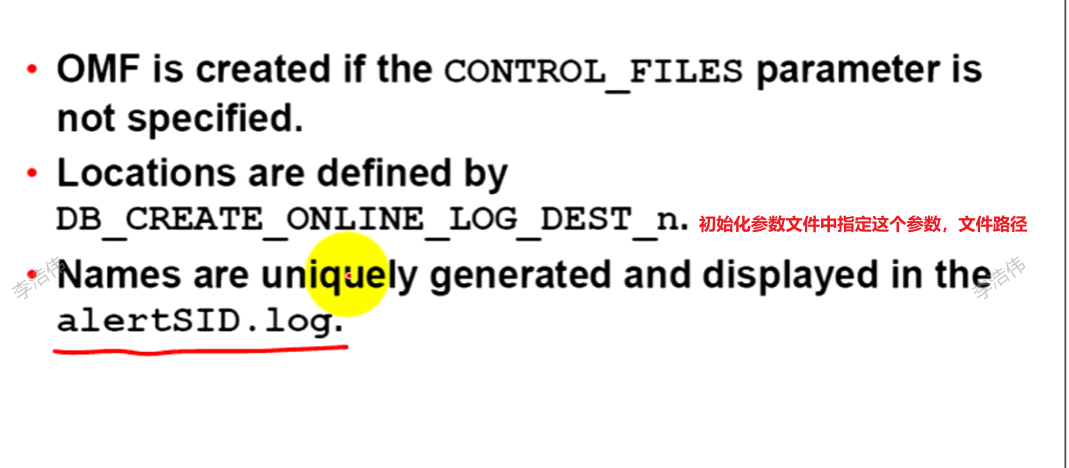 • OMF is created if the CONTROL_FILES parameter is
not specified.
• Locations are defined by
DB_CREATE_ONLINE_LOG_DEST_n. 初始化参数文件中指定这个参数，文件路径
• Names are uniquely generated and displayed in the
alertSID.log.
李浩伟
李浩伟